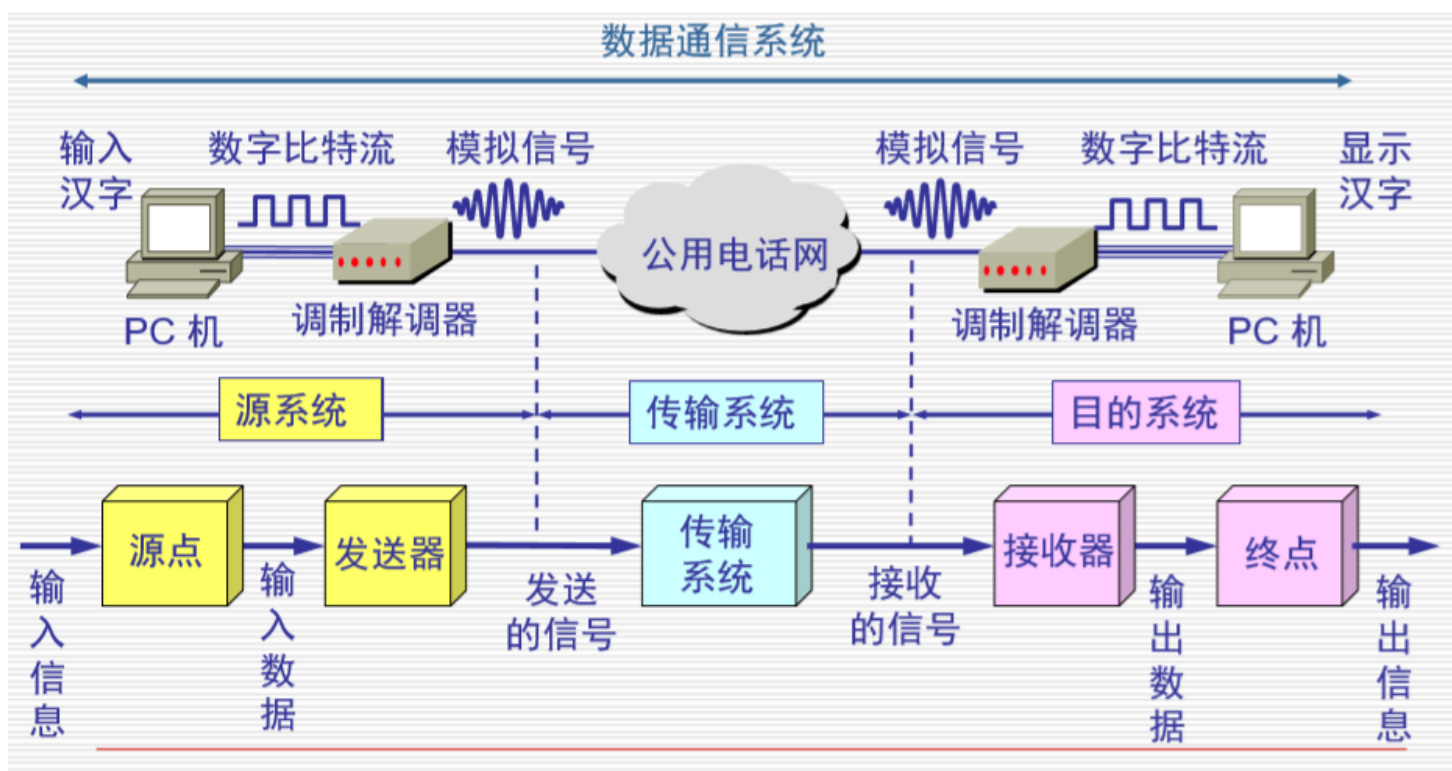 数据通信系统
输入
汉字
数字比特流
模拟信号
模拟信号
数字比特流
显示
汉字
公用电话网
PC 机
调制解调器
调制解调器
PC 机
源系统
传输系统
目的系统
源点
发送器
传输
系统
接收器
终点
输入信息
输入数据
发送
的信号
接收
的信号
输出数据
输出信息